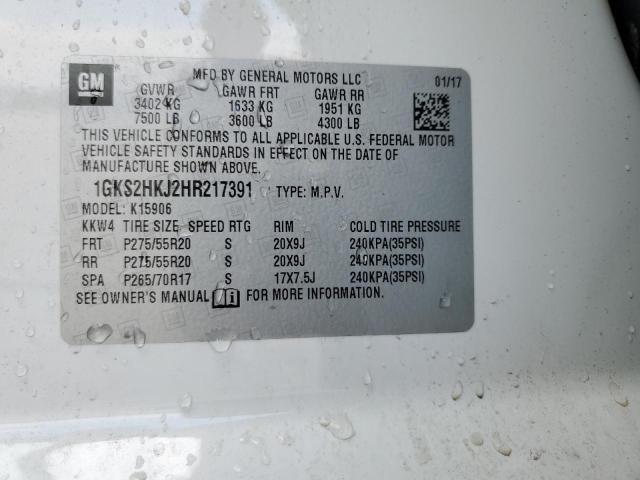 GM
MFD BY GENERAL MOTORS LLC 01/17
GVWR GAWR FRT GAWR RR
3402 KG 1633 KG 1951 KG
7500 LB 3600 LB 4300 LB
THIS VEHICLE CONFORMS TO ALL APPLICABLE U.S. FEDERAL MOTOR
VEHICLE SAFETY STANDARDS IN EFFECT ON THE DATE OF
MANUFACTURE SHOWN ABOVE.
1GKS2HKJ2HR217391 TYPE: M.P.V.
MODEL: K15906
KKW4 TIRE SIZE SPEED RTG RIM COLD TIRE PRESSURE
FRT P275/55R20 S 20X9J 240KPA(35PSI)
RR P275/55R20 S 20X9J 240KPA(35PSI)
SPA P265/70R17 S 17X7.5J 240KPA(35PSI)
SEE OWNER'S MANUAL FOR MORE INFORMATION.